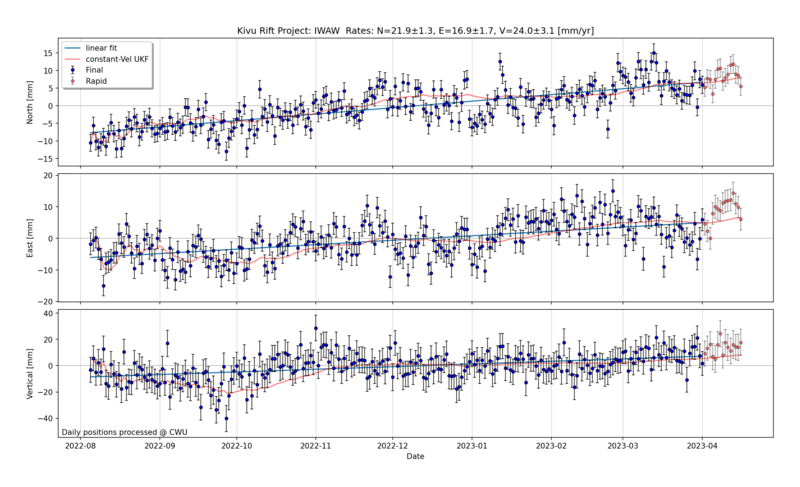 Kivu Rift Project: IWAW Rates: N=21.9±1.3, E=16.9±1.7, V=24.0±3.1 [mm/yr]
linear fit
constant-Vel UKF
Final
Rapid
North [mm]
15
10
5
0
−5
−10
−15
East [mm]
20
10
0
−10
−20
Vertical [mm]
40
20
0
−20
−40
Daily positions processed @ CWU
2022-08 2022-09 2022-10 2022-11 2022-12 2023-01 2023-02 2023-03 2023-04
Date